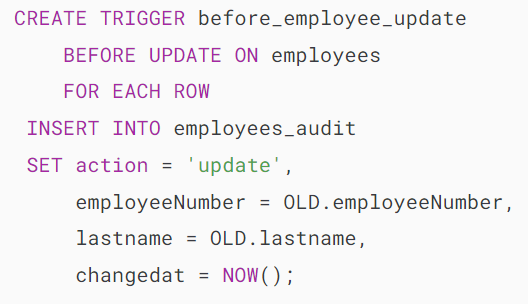 CREATE TRIGGER before_employee_update
BEFORE UPDATE ON employees
FOR EACH ROW
INSERT INTO employees_audit
SET action = 'update',
employeeNumber = OLD.employeeNumber,
lastname = OLD.lastname,
changedat = NOW();